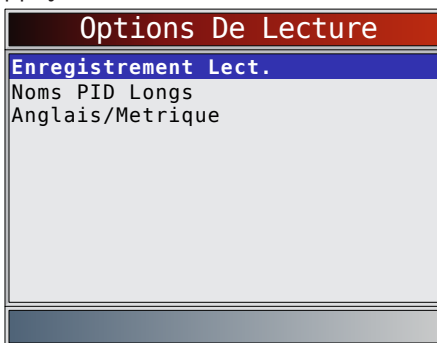 Options De Lecture
Enregistrement Lect.
Noms PID Longs
Anglais/Metrique